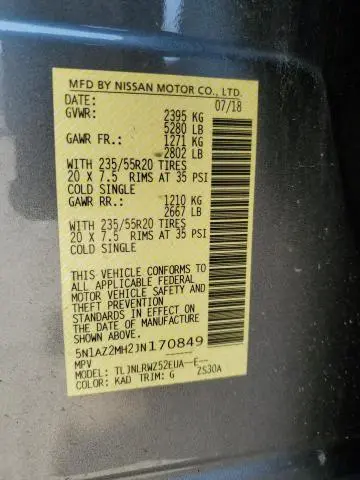 MFD BY NISSAN MOTOR CO., LTD.
DATE: 07/18
GVWR: 2395 KG
5280 LB
GAWR FR.: 1271 KG
2802 LB
WITH 235/55R20 TIRES
20 X 7.5 RIMS AT 35 PSI
COLD SINGLE
GAWR RR.: 1210 KG
2667 LB
WITH 235/55R20 TIRES
20 X 7.5 RIMS AT 35 PSI
COLD SINGLE
THIS VEHICLE CONFORMS TO
ALL APPLICABLE FEDERAL
MOTOR VEHICLE SAFETY AND
THEFT PREVENTION
STANDARDS IN EFFECT ON
THE DATE OF MANUFACTURE
SHOWN ABOVE.
5N1AZ2MH2JN170849
MPV
MODEL: TLJNLRWZ52EUA--E--
COLOR: KAD TRIM: G ZS30A